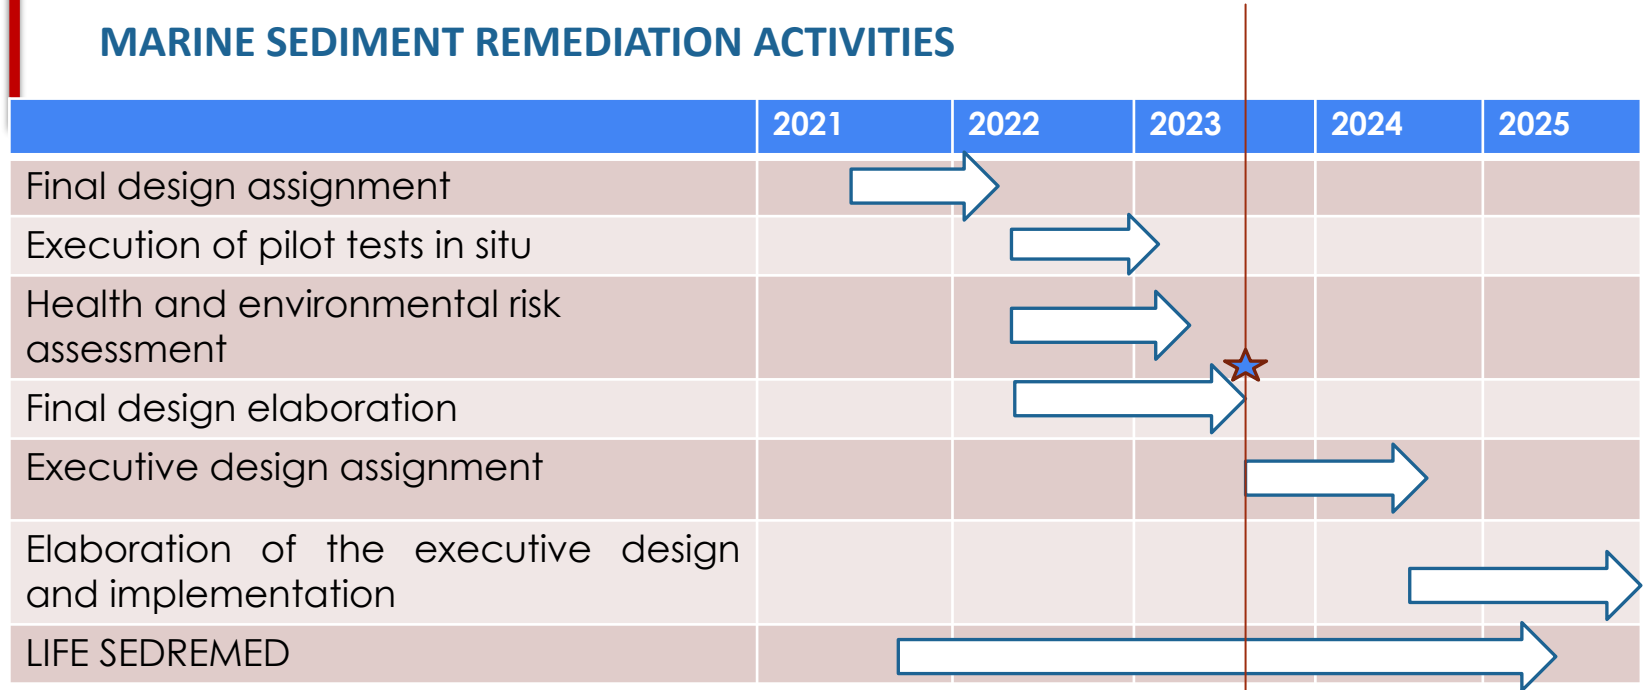 MARINE SEDIMENT REMEDIATION ACTIVITIES
2021 2022 2023 2024 2025
Final design assignment
Execution of pilot tests in situ
Health and environmental risk
assessment
Final design elaboration
Executive design assignment
Elaboration of the executive design
and implementation
LIFE SEDREMED